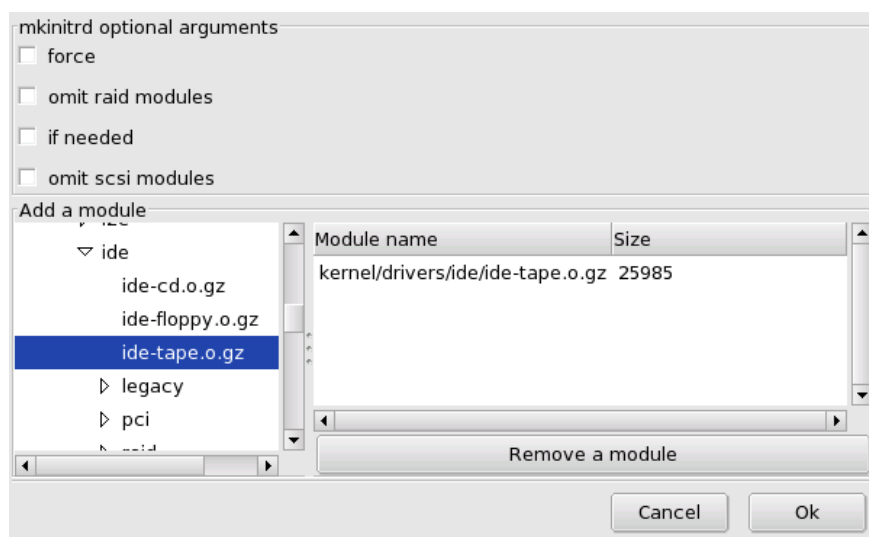 mkinitrd optional arguments
force
omit raid modules
if needed
omit scsi modules
Add a module
ide
ide-cd.o.gz
ide-floppy.o.gz
ide-tape.o.gz
legacy
pci
Module name Size
kernel/drivers/ide/ide-tape.o.gz 25985
Remove a module
Cancel Ok